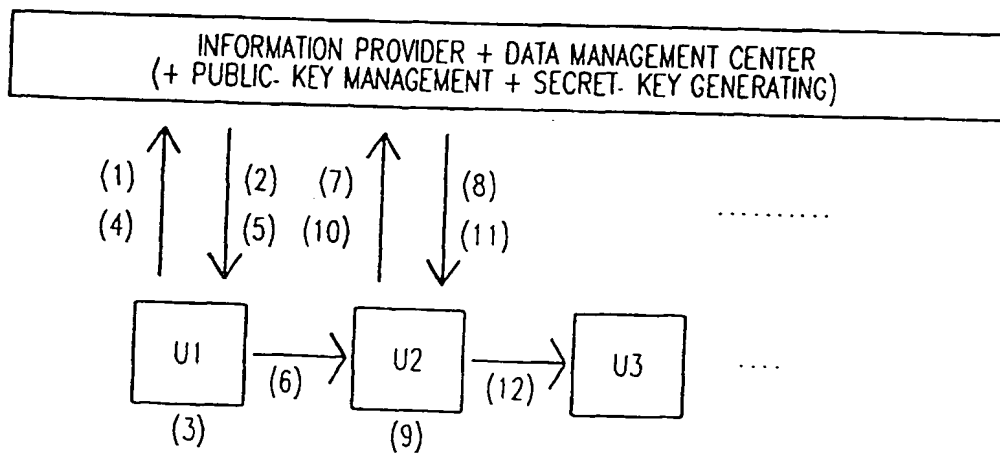 INFORMATION PROVIDER + DATA MANAGEMENT CENTER
(+ PUBLIC- KEY MANAGEMENT + SECRET- KEY GENERATING)
(1) (2) (7) (8)
(4) (5) (10) (11)
..........
U1 U2 U3 ....
(6) (12)
(3) (9)